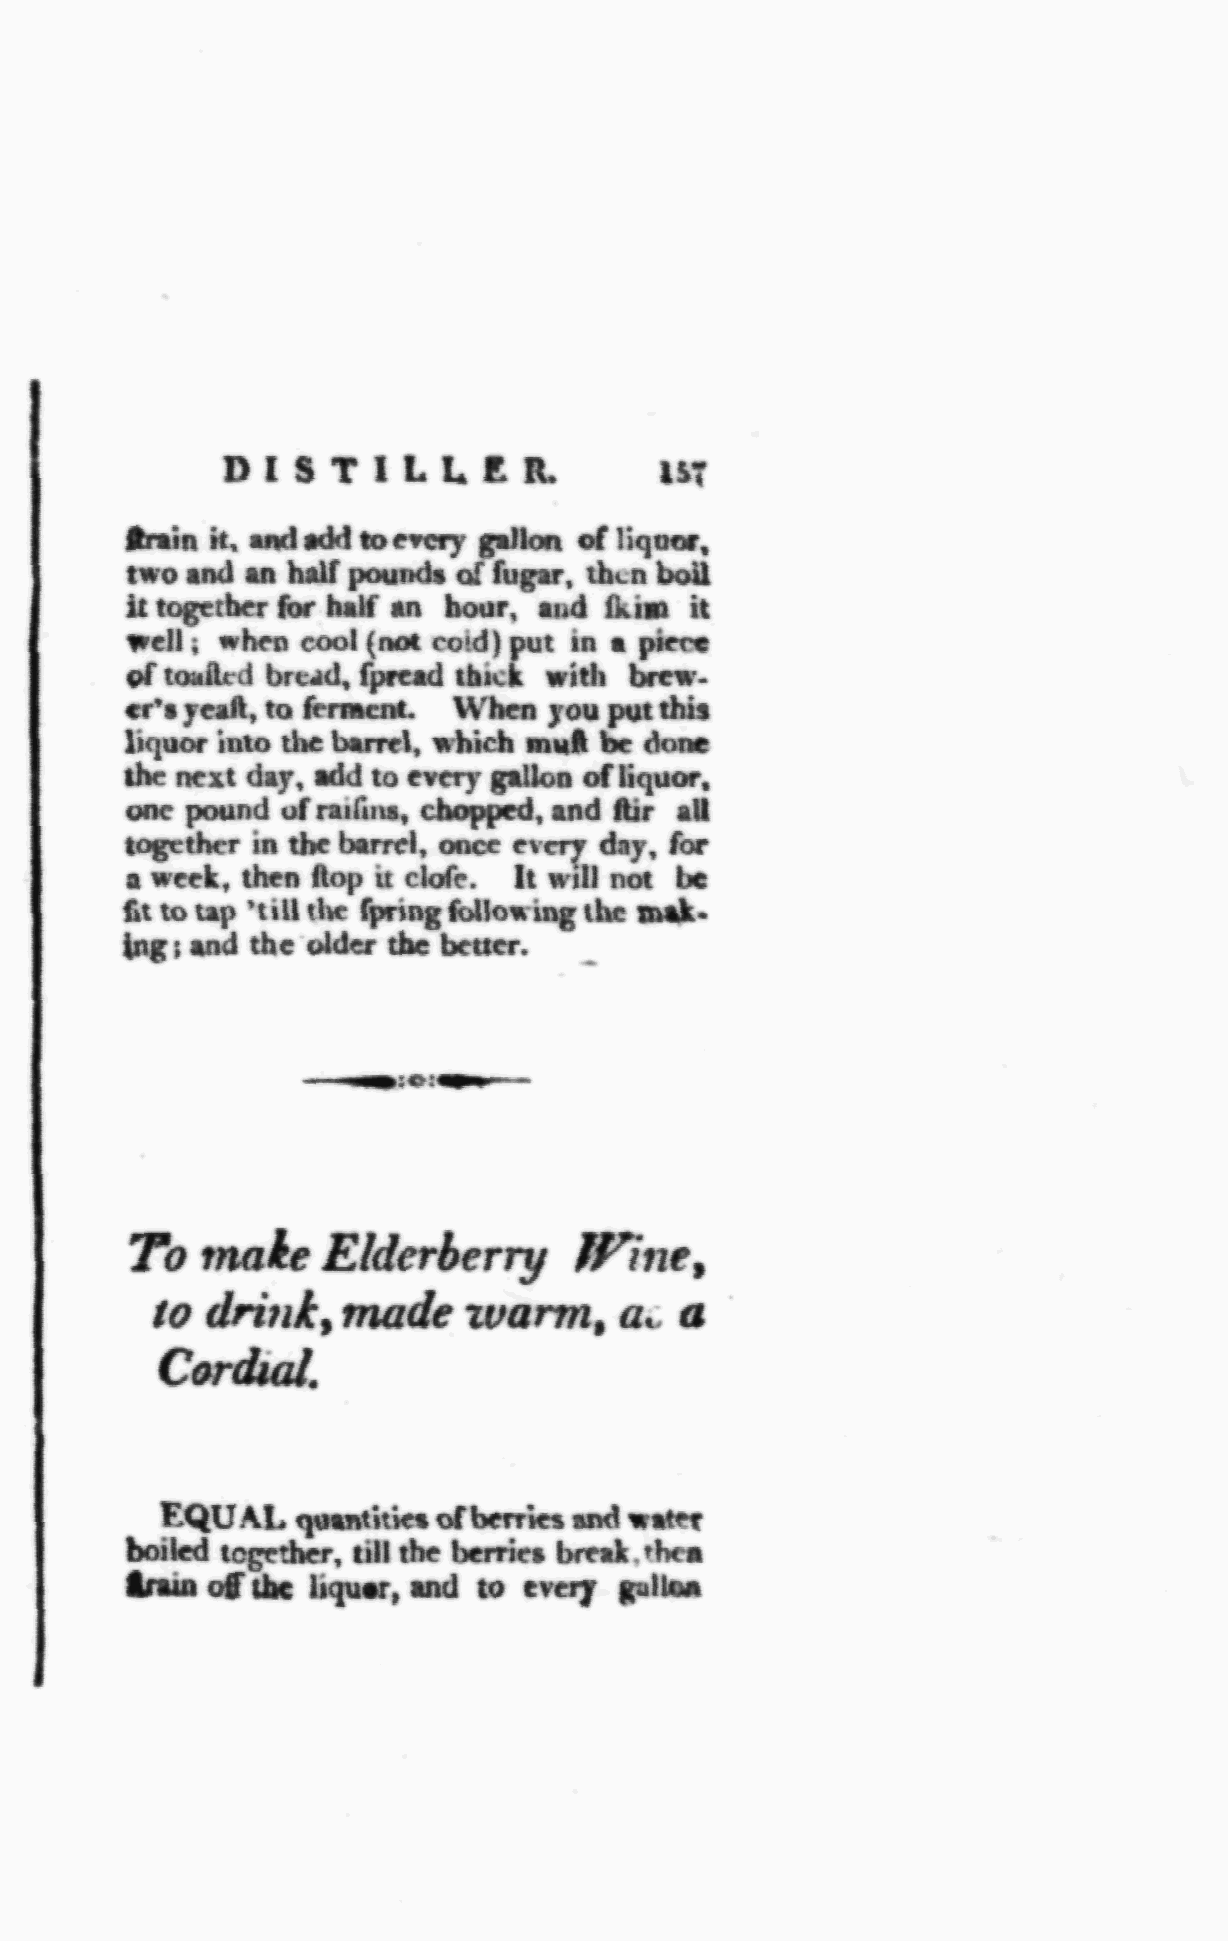 DISTILLER. 157
ſtrain it, and add to every gallon of liquor,
two and an half pounds of ſugar, then boil
it together for half an hour, and ſkim it
well; when cool (not cold) put in a piece
of toaſted bread, ſpread thick with brew-
er's yeaſt, to ferment. When you put this
liquor into the barrel, which muſt be done
the next day, add to every gallon of liquor,
one pound of raiſins, chopped, and ſtir all
together in the barrel, once every day, for
a week, then ſtop it cloſe. It will not be
fit to tap 'till the ſpring following the mak-
ing; and the older the better.
:o:
To make Elderberry Wine,
to drink, made warm, as a
Cordial.
EQUAL quantities of berries and water
boiled together, till the berries break, then
ſtrain off the liquor, and to every gallon